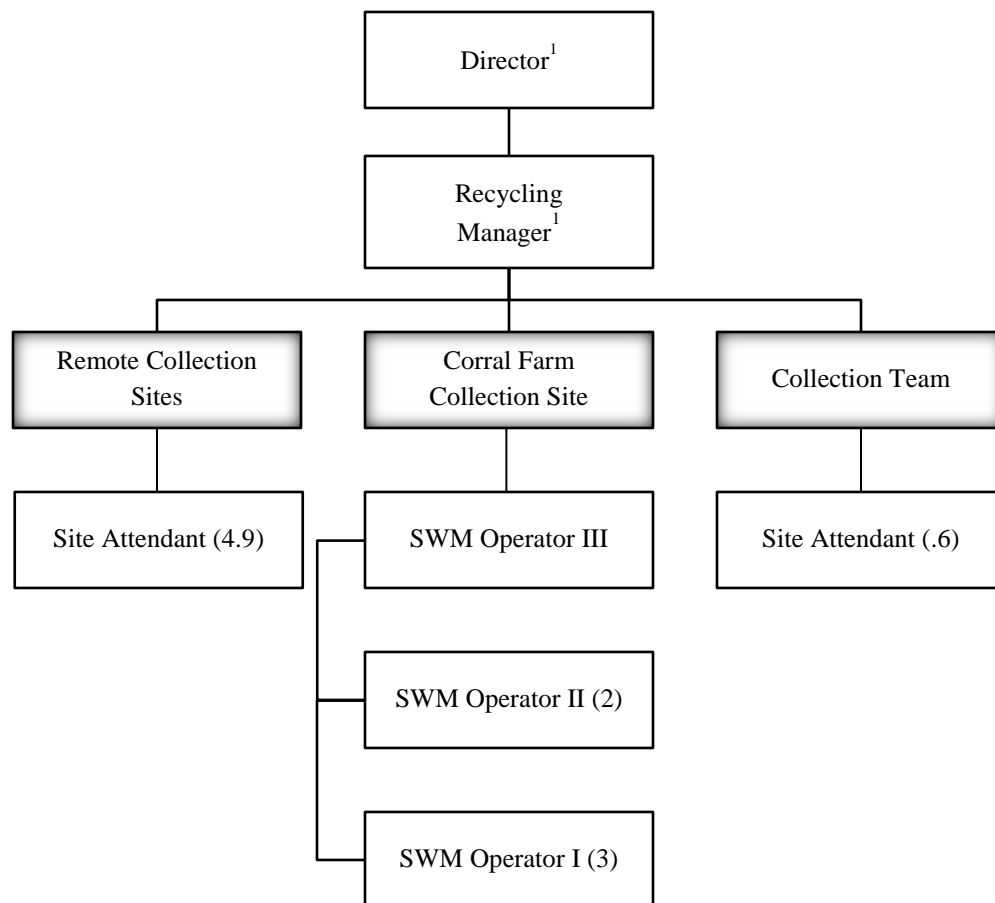 Director¹
Recycling
Manager¹
Remote Collection
Sites
Corral Farm
Collection Site
Collection Team
Site Attendant (4.9)
SWM Operator III
Site Attendant (.6)
SWM Operator II (2)
SWM Operator I (3)